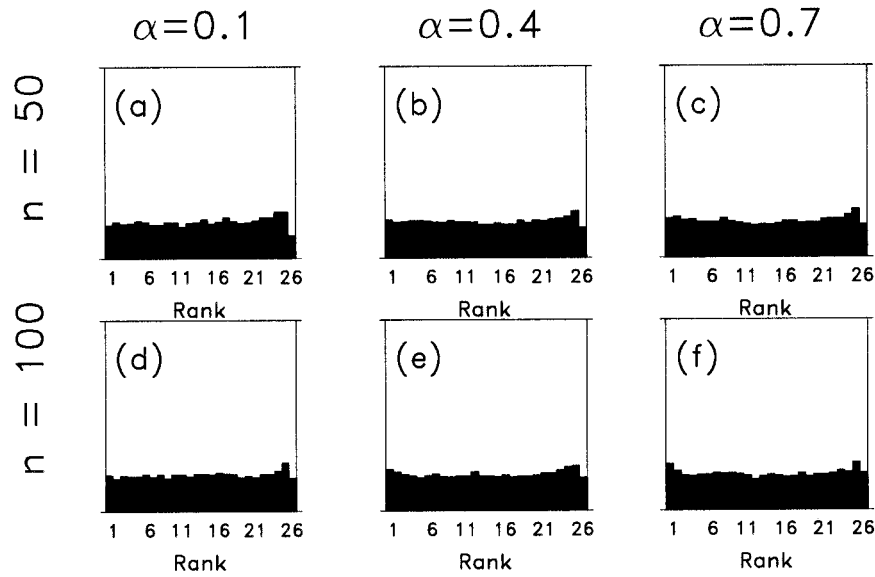 α=0.1 α=0.4 α=0.7
n = 50
(a) (b) (c)
1 6 11 16 21 26 1 6 11 16 21 26 1 6 11 16 21 26
Rank Rank Rank
n = 100
(d) (e) (f)
1 6 11 16 21 26 1 6 11 16 21 26 1 6 11 16 21 26
Rank Rank Rank